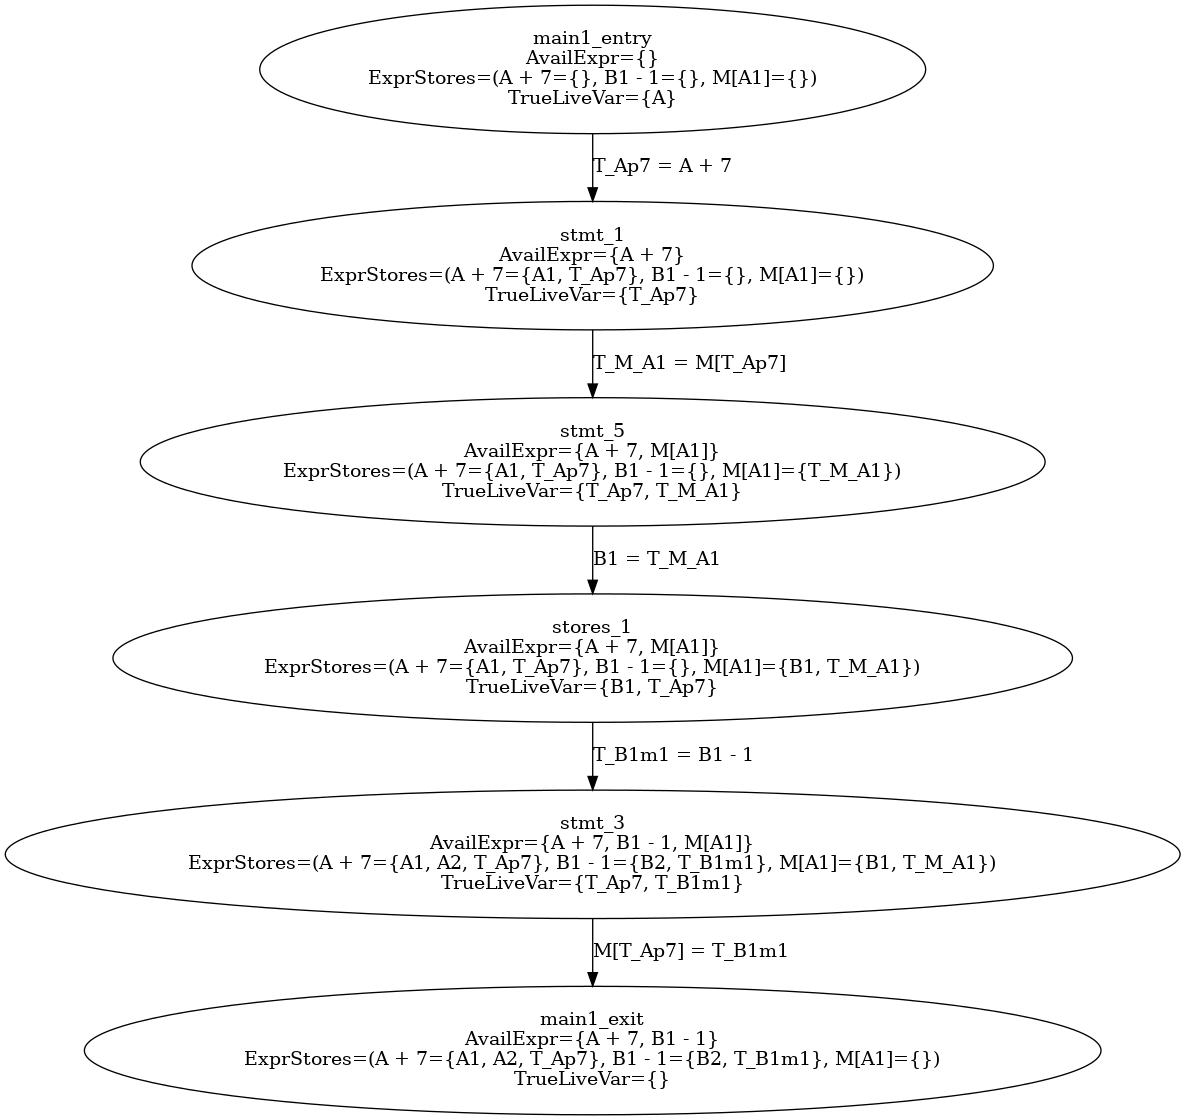 main1_entry
AvailExpr={}
ExprStores=(A + 7={}, B1 - 1={}, M[A1]={})
TrueLiveVar={A}
T_Ap7 = A + 7
stmt_1
AvailExpr={A + 7}
ExprStores=(A + 7={A1, T_Ap7}, B1 - 1={}, M[A1]={})
TrueLiveVar={T_Ap7}
T_M_A1 = M[T_Ap7]
stmt_5
AvailExpr={A + 7, M[A1]}
ExprStores=(A + 7={A1, T_Ap7}, B1 - 1={}, M[A1]={T_M_A1})
TrueLiveVar={T_Ap7, T_M_A1}
B1 = T_M_A1
stores_1
AvailExpr={A + 7, M[A1]}
ExprStores=(A + 7={A1, T_Ap7}, B1 - 1={}, M[A1]={B1, T_M_A1})
TrueLiveVar={B1, T_Ap7}
T_B1m1 = B1 - 1
stmt_3
AvailExpr={A + 7, B1 - 1, M[A1]}
ExprStores=(A + 7={A1, A2, T_Ap7}, B1 - 1={B2, T_B1m1}, M[A1]={B1, T_M_A1})
TrueLiveVar={T_Ap7, T_B1m1}
M[T_Ap7] = T_B1m1
main1_exit
AvailExpr={A + 7, B1 - 1}
ExprStores=(A + 7={A1, A2, T_Ap7}, B1 - 1={B2, T_B1m1}, M[A1]={})
TrueLiveVar={}